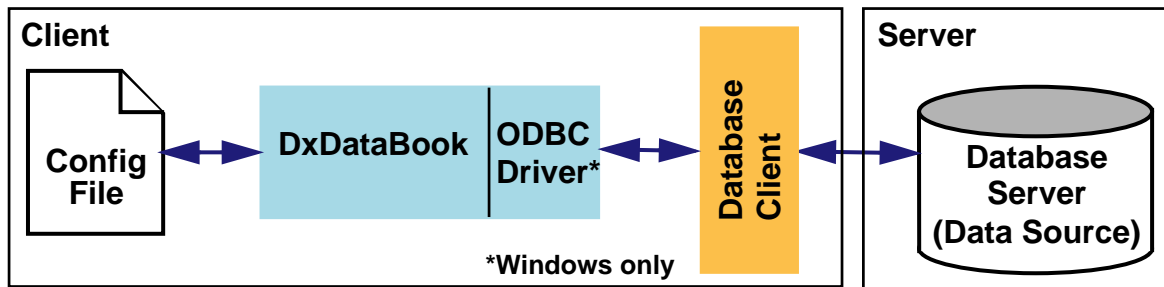 Client
Config
File
DxDataBook
ODBC
Driver*
*Windows only
Database
Client
Server
Database
Server
(Data Source)